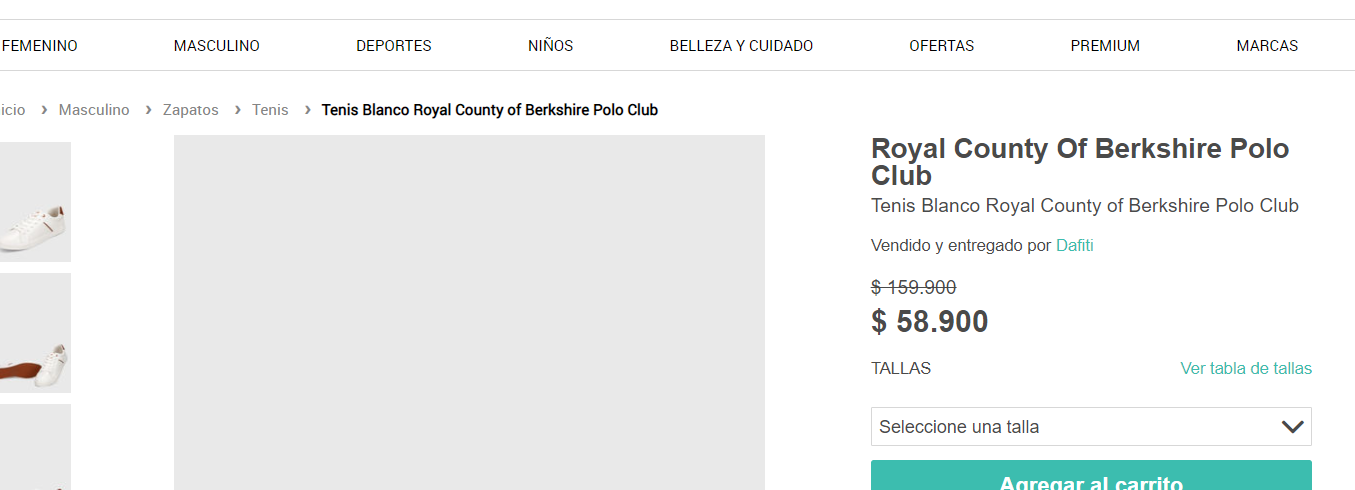 FEMENINO MASCULINO DEPORTES NIÑOS BELLEZA Y CUIDADO OFERTAS PREMIUM MARCAS
icio › Masculino › Zapatos › Tenis › Tenis Blanco Royal County of Berkshire Polo Club
Royal County Of Berkshire Polo
Club
Tenis Blanco Royal County of Berkshire Polo Club
Vendido y entregado por Dafiti
$ 159.900
$ 58.900
TALLAS Ver tabla de tallas
Seleccione una talla
Agregar al carrito